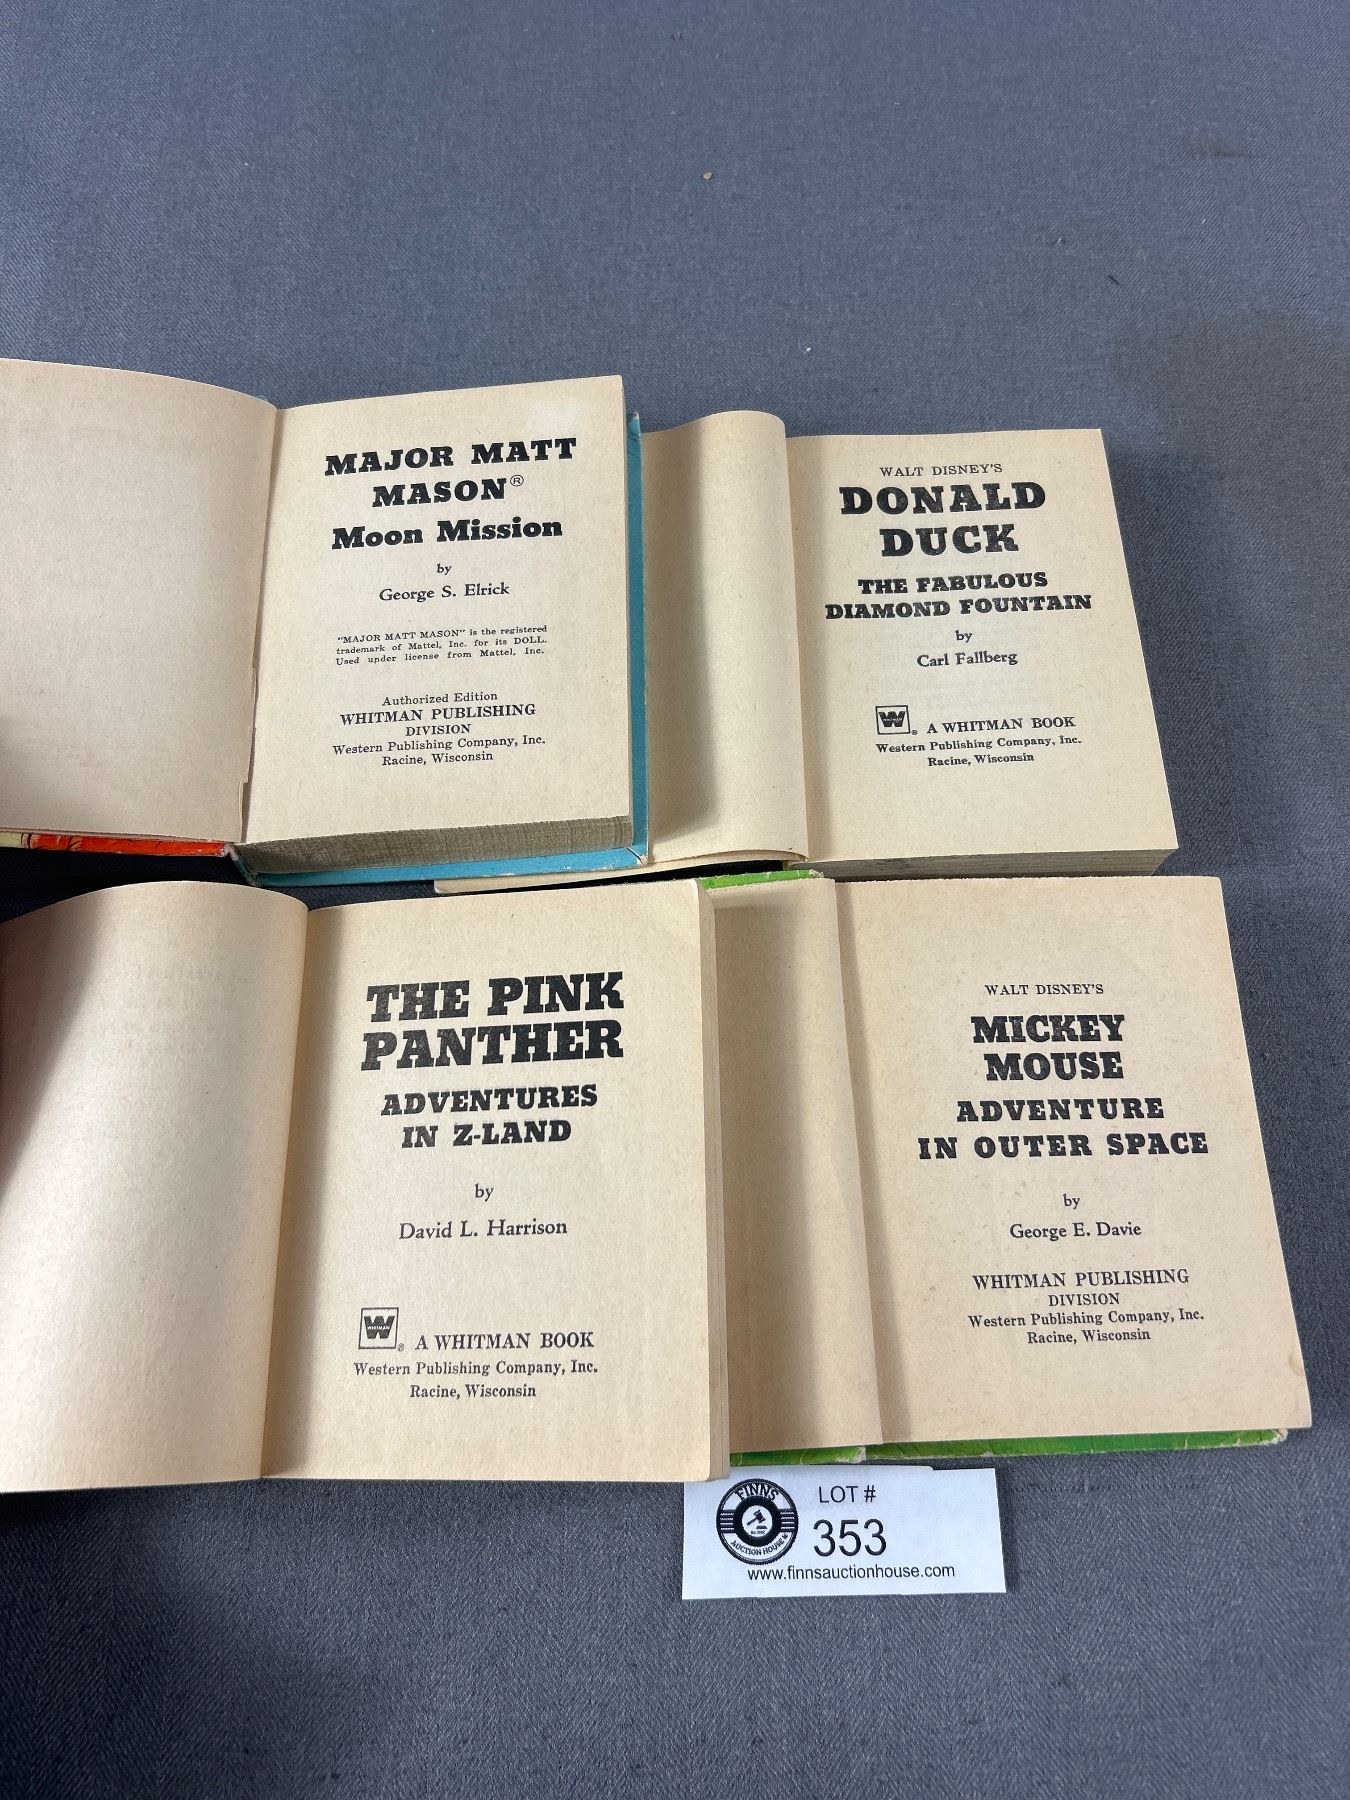 MAJOR MATT
MASON®
Moon Mission
by
George S. Elrick
"MAJOR MATT MASON" is the registered
trademark of Mattel, Inc. for its DOLL.
Used under license from Mattel, Inc.
Authorized Edition
WHITMAN PUBLISHING
DIVISION
Western Publishing Company, Inc.
Racine, Wisconsin
WALT DISNEY'S
DONALD
DUCK
THE FABULOUS
DIAMOND FOUNTAIN
by
Carl Fallberg
W ® A WHITMAN BOOK
Western Publishing Company, Inc.
Racine, Wisconsin
THE PINK
PANTHER
ADVENTURES
IN Z-LAND
by
David L. Harrison
W WHITMAN ® A WHITMAN BOOK
Western Publishing Company, Inc.
Racine, Wisconsin
WALT DISNEY'S
MICKEY
MOUSE
ADVENTURE
IN OUTER SPACE
by
George E. Davie
WHITMAN PUBLISHING
DIVISION
Western Publishing Company, Inc.
Racine, Wisconsin
FINNS
AUCTION HOUSE
LOT #
353
www.finnsauctionhouse.com